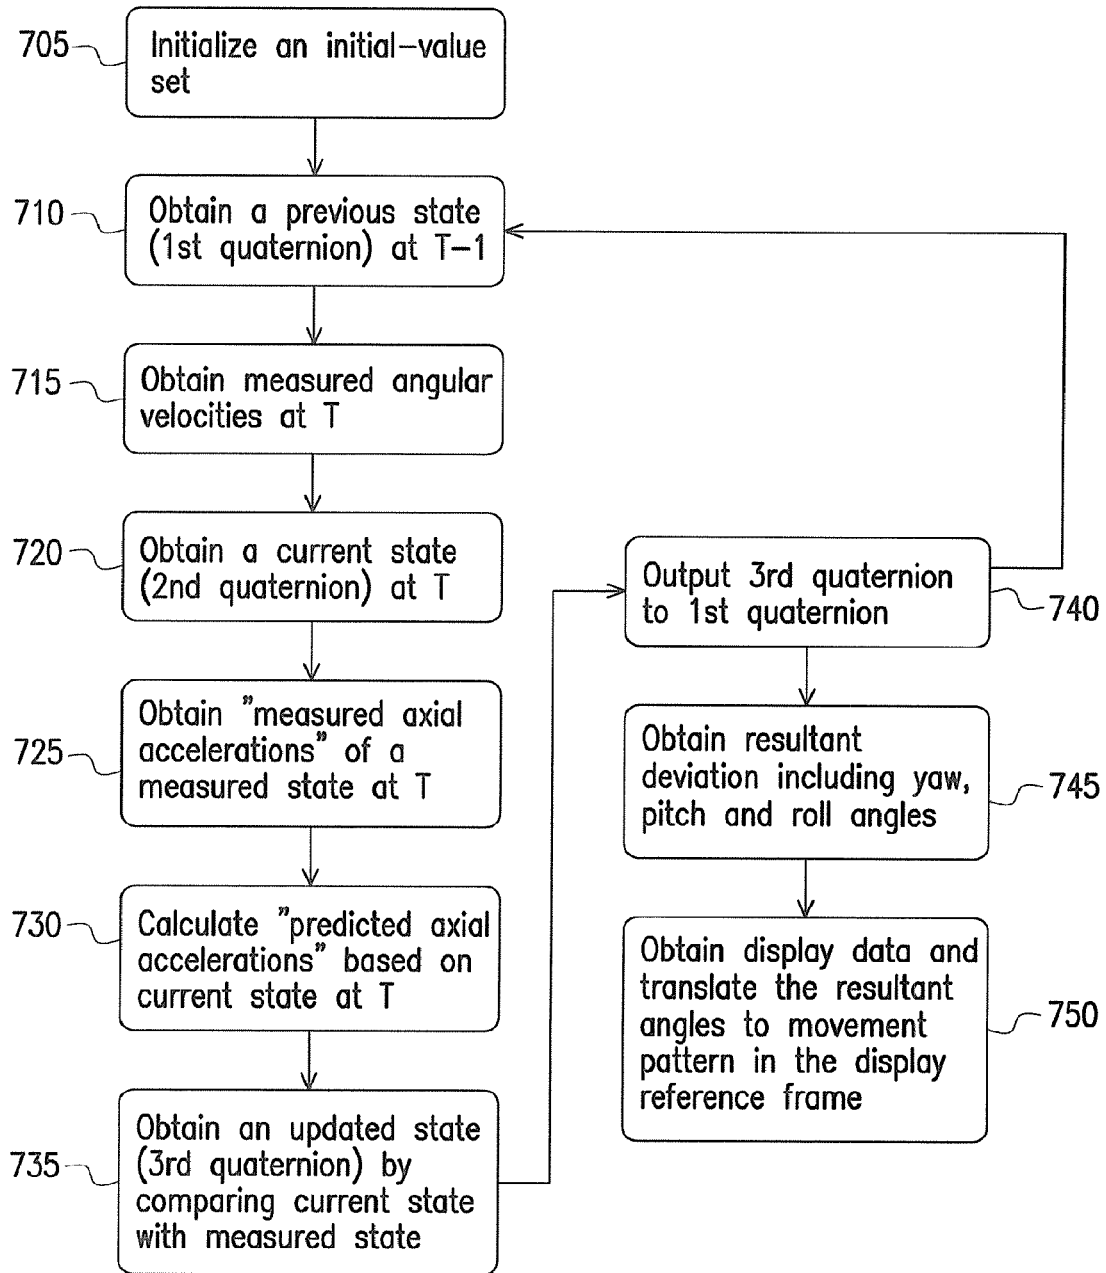 705
Initialize an initial-value
set
710
Obtain a previous state
(1st quaternion) at T-1
715
Obtain measured angular
velocities at T
720
Obtain a current state
(2nd quaternion) at T
725
Obtain "measured axial
accelerations" of a
measured state at T
730
Calculate "predicted axial
accelerations" based on
current state at T
735
Obtain an updated state
(3rd quaternion) by
comparing current state
with measured state
Output 3rd quaternion
to 1st quaternion
740
Obtain resultant
deviation including yaw,
pitch and roll angles
745
Obtain display data and
translate the resultant
angles to movement
pattern in the display
reference frame
750